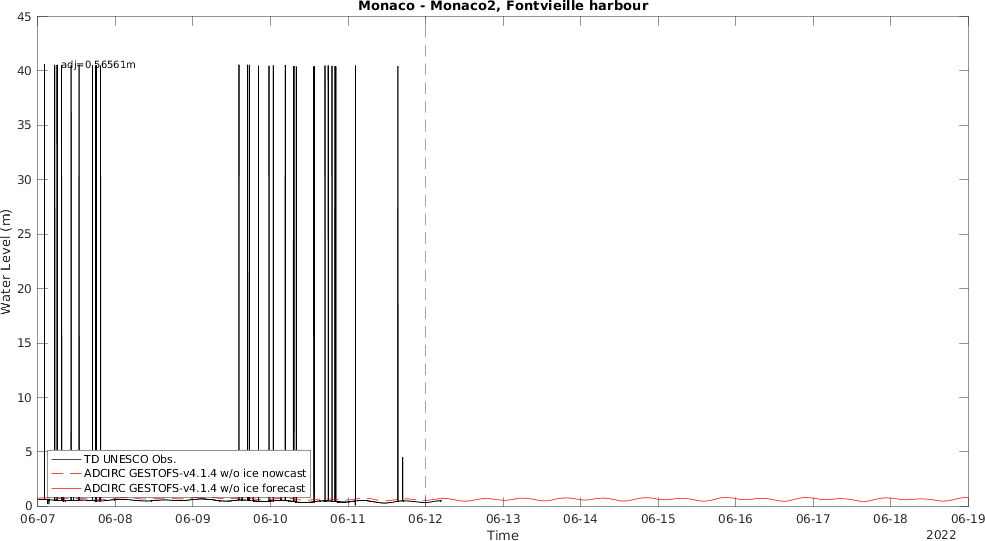 Monaco - Monaco2, Fontvieille harbour
45
40
35
30
25
20
15
10
5
0
Water Level (m)
adj=0.56561m
TD UNESCO Obs.
ADCIRC GESTOFS-v4.1.4 w/o ice nowcast
ADCIRC GESTOFS-v4.1.4 w/o ice forecast
06-07 06-08 06-09 06-10 06-11 06-12 06-13 06-14 06-15 06-16 06-17 06-18 06-19
Time
2022